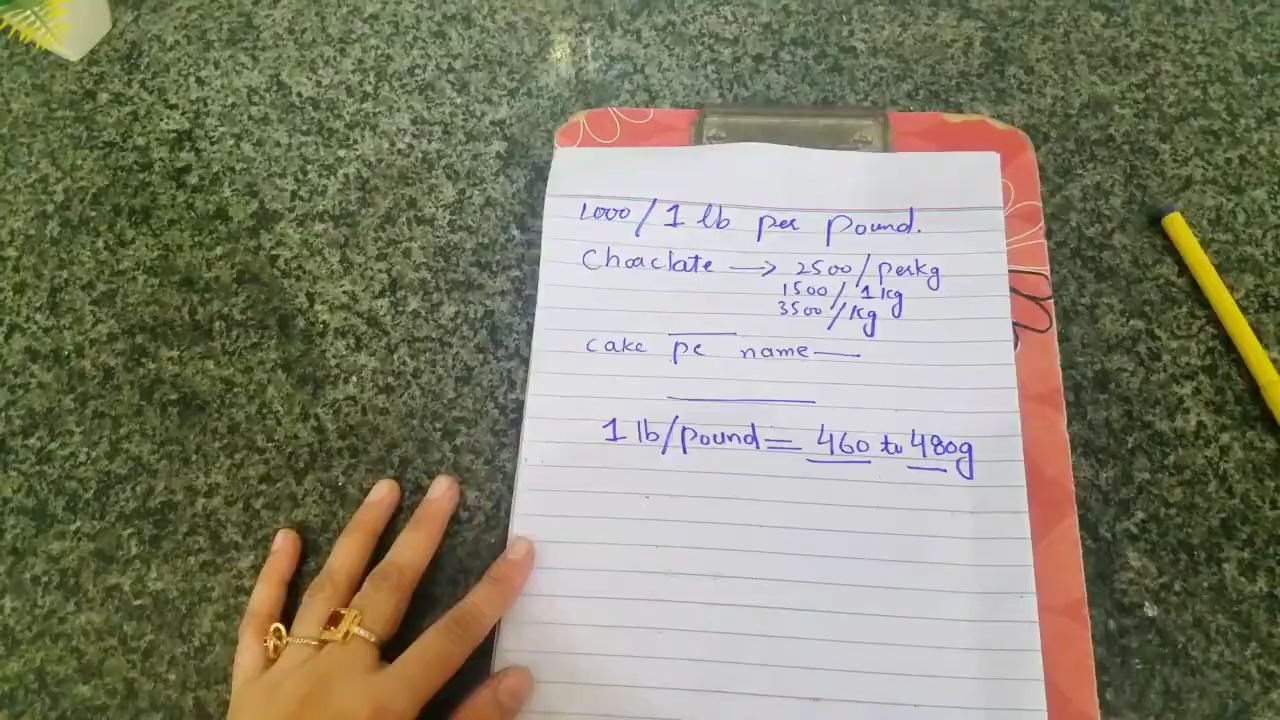 1000/1 lb per pound.
Choaclate → 2500/perkg
1500/1kg
3500/kg
cake pe name
1 lb/pound = 460 to 480g